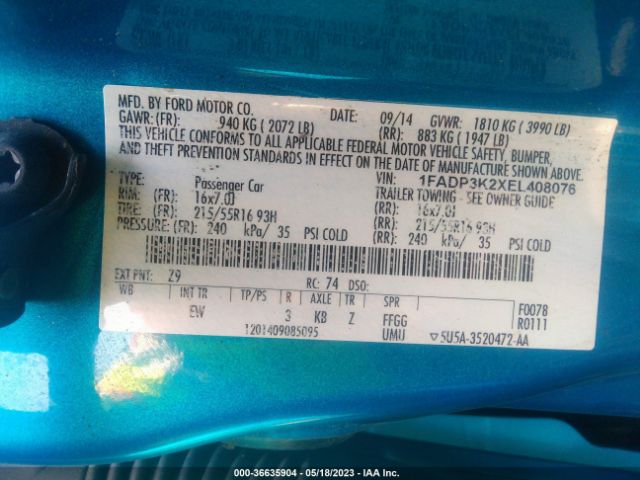 MFD. BY FORD MOTOR CO. DATE: 09/14 GVWR: 1810 KG ( 3990 LB)
GAWR: (FR): 940 KG ( 2072 LB) (RR): 883 KG ( 1947 LB)
THIS VEHICLE CONFORMS TO ALL APPLICABLE FEDERAL MOTOR VEHICLE SAFETY, BUMPER,
AND THEFT PREVENTION STANDARDS IN EFFECT ON THE DATE OF MANUFACTURE SHOWN ABOVE.
VIN: 1FADP3K2XEL408076
TYPE: Passenger Car TRAILER TOWING - SEE OWNER GUIDE
RIM: (FR): 16x7.0J (RR): 16x7.0J
TIRE: (FR): 215/55R16 93H (RR): 215/55R16 93H
PRESSURE: (FR): 240 kPa/ 35 PSI COLD (RR): 240 kPa/ 35 PSI COLD
EXT PNT: Z9 RC: 74 DSO:
WB INT TR TP/PS R AXLE TR SPR F0078
EW 3 KB Z FFGG R0111
1201409085095 UMU 5U5A-3520472-AA
000-36635904 - 05/18/2023 - IAA Inc.